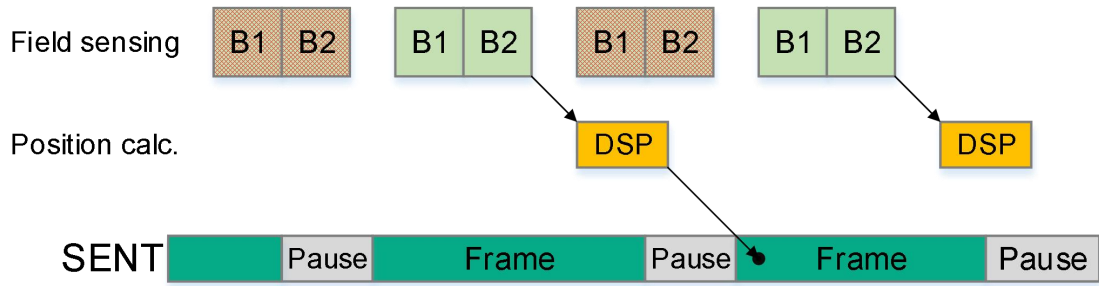 Field sensing B1 B2 B1 B2 B1 B2 B1 B2
Position calc. DSP DSP
SENT Pause Frame Pause Frame Pause